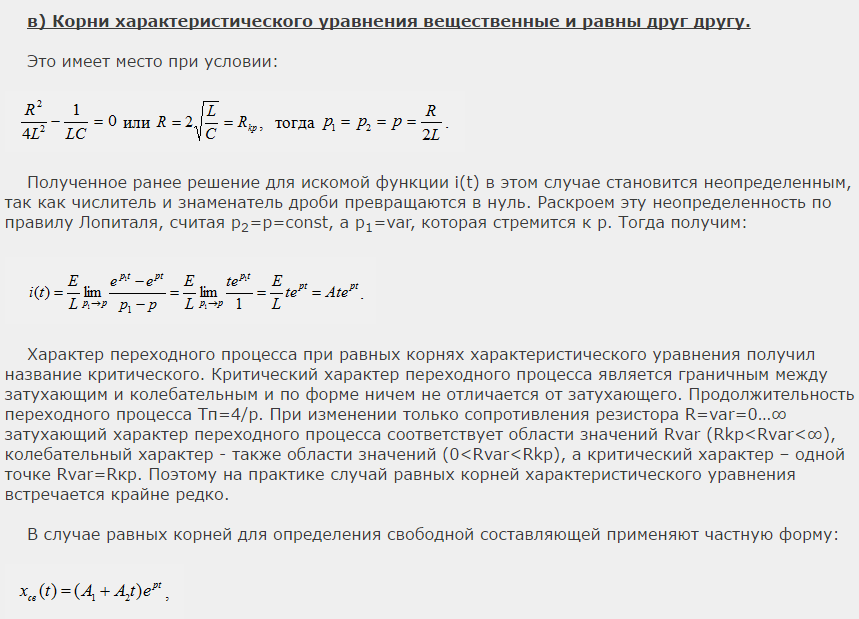 в) Корни характеристического уравнения вещественные и равны друг другу.
Это имеет место при условии:
R²/4L² − 1/LC = 0 или R = 2√(L/C) = R_kp, тогда p₁ = p₂ = p = R/2L.
Полученное ранее решение для искомой функции i(t) в этом случае становится неопределенным,
так как числитель и знаменатель дроби превращаются в нуль. Раскроем эту неопределенность по
правилу Лопиталя, считая p₂=p=const, а p₁=var, которая стремится к p. Тогда получим:
i(t) = E/L lim_{p₁→p} (e^{p₁t} − e^{pt})/(p₁ − p) = E/L lim_{p₁→p} te^{p₁t}/1 = E/L te^{pt} = Ate^{pt}.
Характер переходного процесса при равных корнях характеристического уравнения получил
название критического. Критический характер переходного процесса является граничным между
затухающим и колебательным и по форме ничем не отличается от затухающего. Продолжительность
переходного процесса Tп=4/p. При изменении только сопротивления резистора R=var=0…∞
затухающий характер переходного процесса соответствует области значений Rvar (Rkp<Rvar<∞),
колебательный характер - также области значений (0<Rvar<Rkp), а критический характер – одной
точке Rvar=Rкр. Поэтому на практике случай равных корней характеристического уравнения
встречается крайне редко.
В случае равных корней для определения свободной составляющей применяют частную форму:
x_св(t) = (A₁ + A₂t)e^{pt},